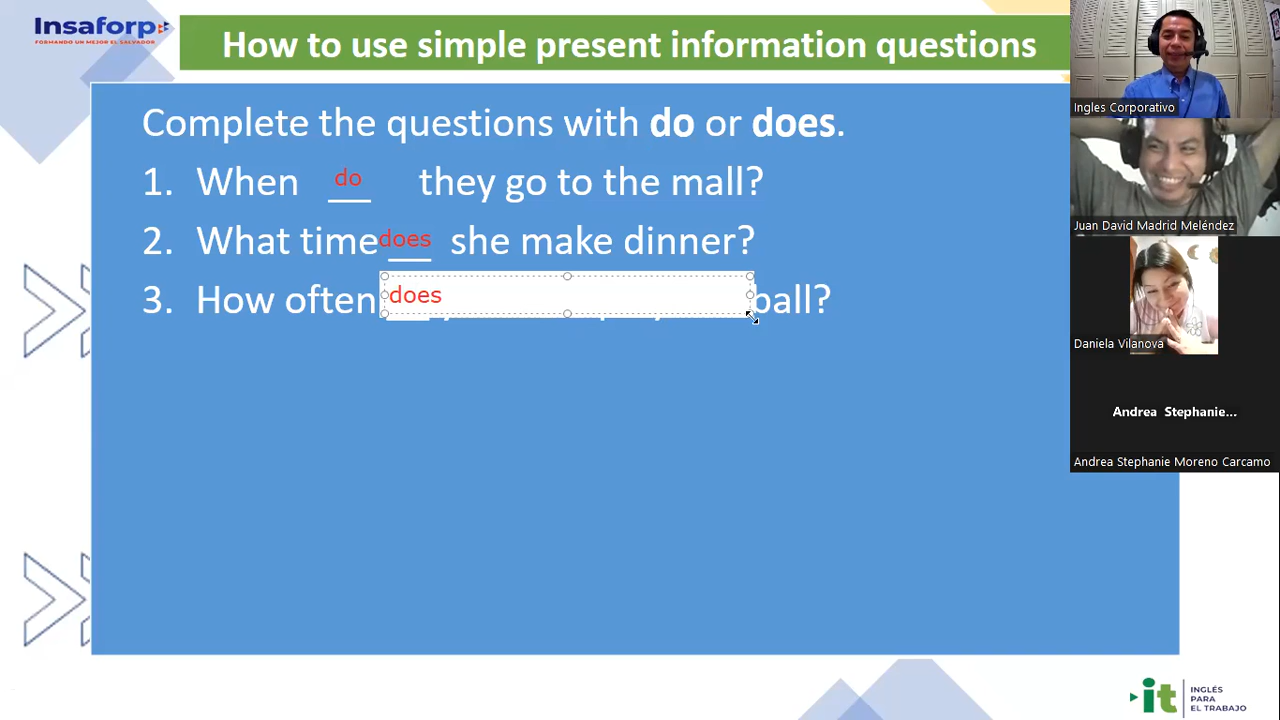 Insaforp
FORMANDO UN MEJOR EL SALVADOR
How to use simple present information questions
Complete the questions with do or does.
1. When do they go to the mall?
2. What time does she make dinner?
3. How often does ball?
Ingles Corporativo
Juan David Madrid Meléndez
Daniela Vilanova
Andrea Stephanie...
Andrea Stephanie Moreno Carcamo
it
INGLÉS
PARA
EL TRABAJO